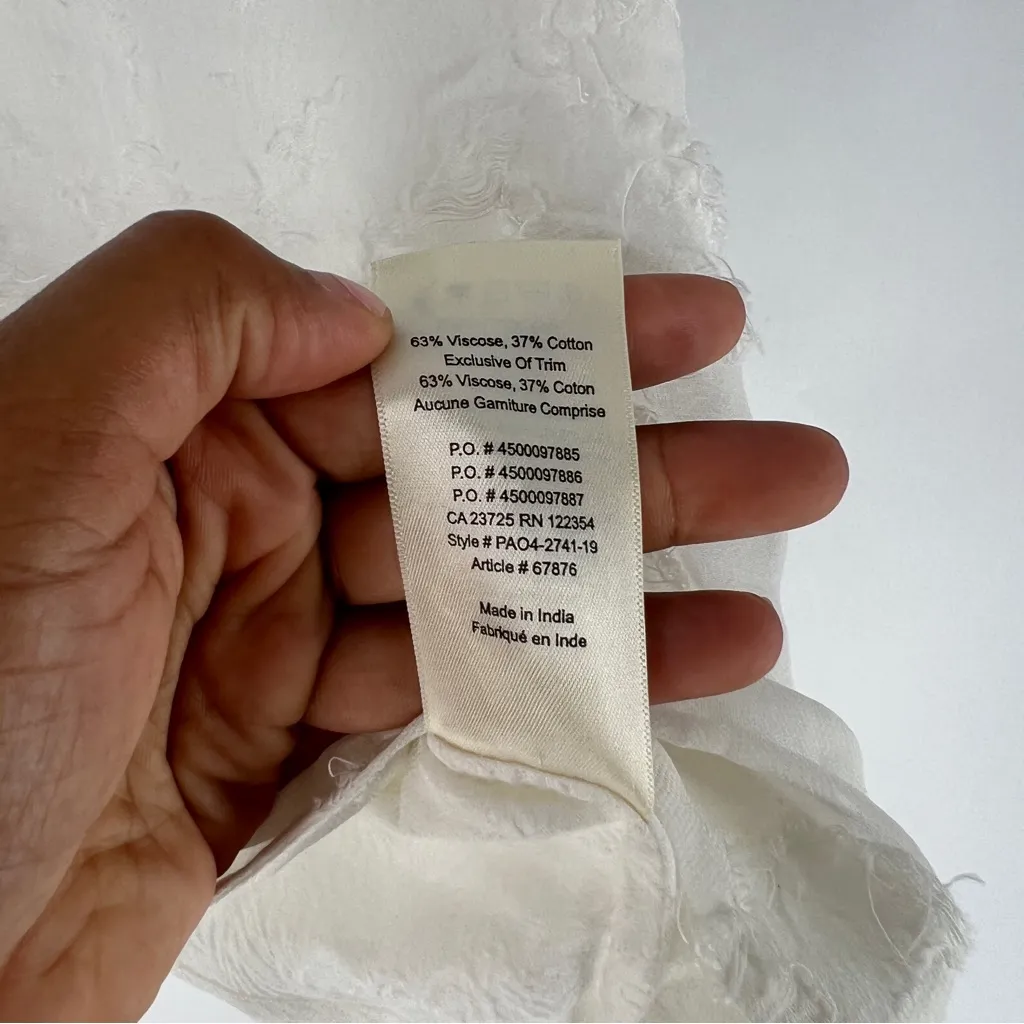 63% Viscose, 37% Cotton
Exclusive Of Trim
63% Viscose, 37% Coton
Aucune Garniture Comprise
P.O. # 4500097885
P.O. # 4500097886
P.O. # 4500097887
CA 23725 RN 122354
Style # PAO4-2741-19
Article # 67876
Made in India
Fabriqué en Inde